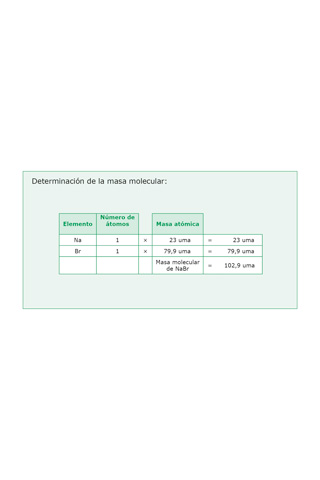 Determinación de la masa molecular:
Elemento Número de átomos Masa atómica
Na 1 × 23 uma = 23 uma
Br 1 × 79,9 uma = 79,9 uma
Masa molecular de NaBr = 102,9 uma